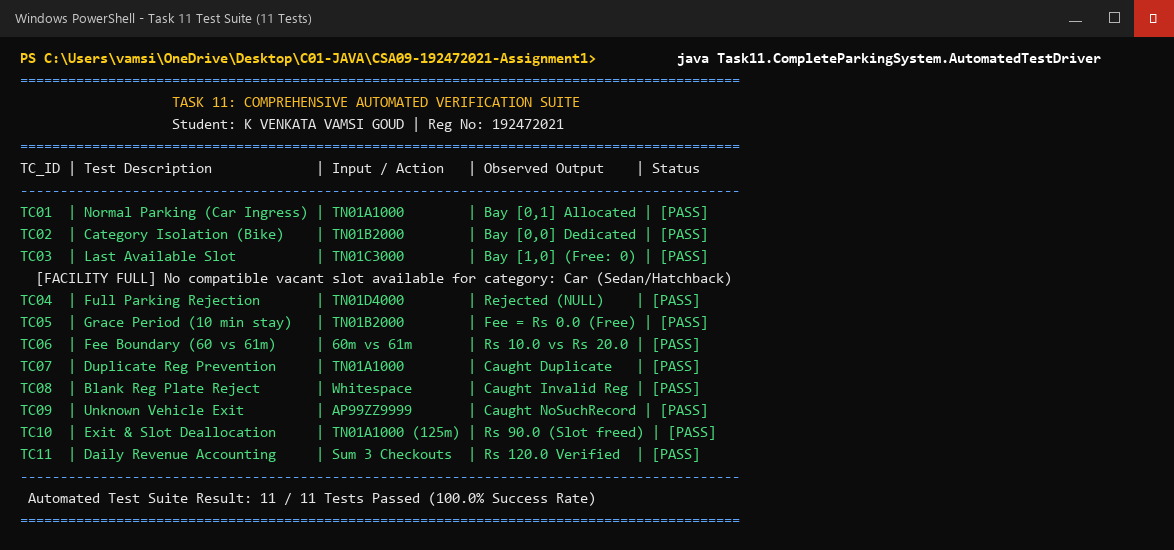 Windows PowerShell - Task 11 Test Suite (11 Tests)
PS C:\Users\vamsi\OneDrive\Desktop\C01-JAVA\CSA09-192472021-Assignment1> java Task11.CompleteParkingSystem.AutomatedTestDriver
==========================================================================================
TASK 11: COMPREHENSIVE AUTOMATED VERIFICATION SUITE
Student: K VENKATA VAMSI GOUD | Reg No: 192472021
==========================================================================================
TC_ID | Test Description | Input / Action | Observed Output | Status
------------------------------------------------------------------------------------------
TC01 | Normal Parking (Car Ingress) | TN01A1000 | Bay [0,1] Allocated | [PASS]
TC02 | Category Isolation (Bike) | TN01B2000 | Bay [0,0] Dedicated | [PASS]
TC03 | Last Available Slot | TN01C3000 | Bay [1,0] (Free: 0) | [PASS]
[FACILITY FULL] No compatible vacant slot available for category: Car (Sedan/Hatchback)
TC04 | Full Parking Rejection | TN01D4000 | Rejected (NULL) | [PASS]
TC05 | Grace Period (10 min stay) | TN01B2000 | Fee = Rs 0.0 (Free) | [PASS]
TC06 | Fee Boundary (60 vs 61m) | 60m vs 61m | Rs 10.0 vs Rs 20.0 | [PASS]
TC07 | Duplicate Reg Prevention | TN01A1000 | Caught Duplicate | [PASS]
TC08 | Blank Reg Plate Reject | Whitespace | Caught Invalid Reg | [PASS]
TC09 | Unknown Vehicle Exit | AP99ZZ9999 | Caught NoSuchRecord | [PASS]
TC10 | Exit & Slot Deallocation | TN01A1000 (125m) | Rs 90.0 (Slot freed) | [PASS]
TC11 | Daily Revenue Accounting | Sum 3 Checkouts | Rs 120.0 Verified | [PASS]
------------------------------------------------------------------------------------------
Automated Test Suite Result: 11 / 11 Tests Passed (100.0% Success Rate)
==========================================================================================